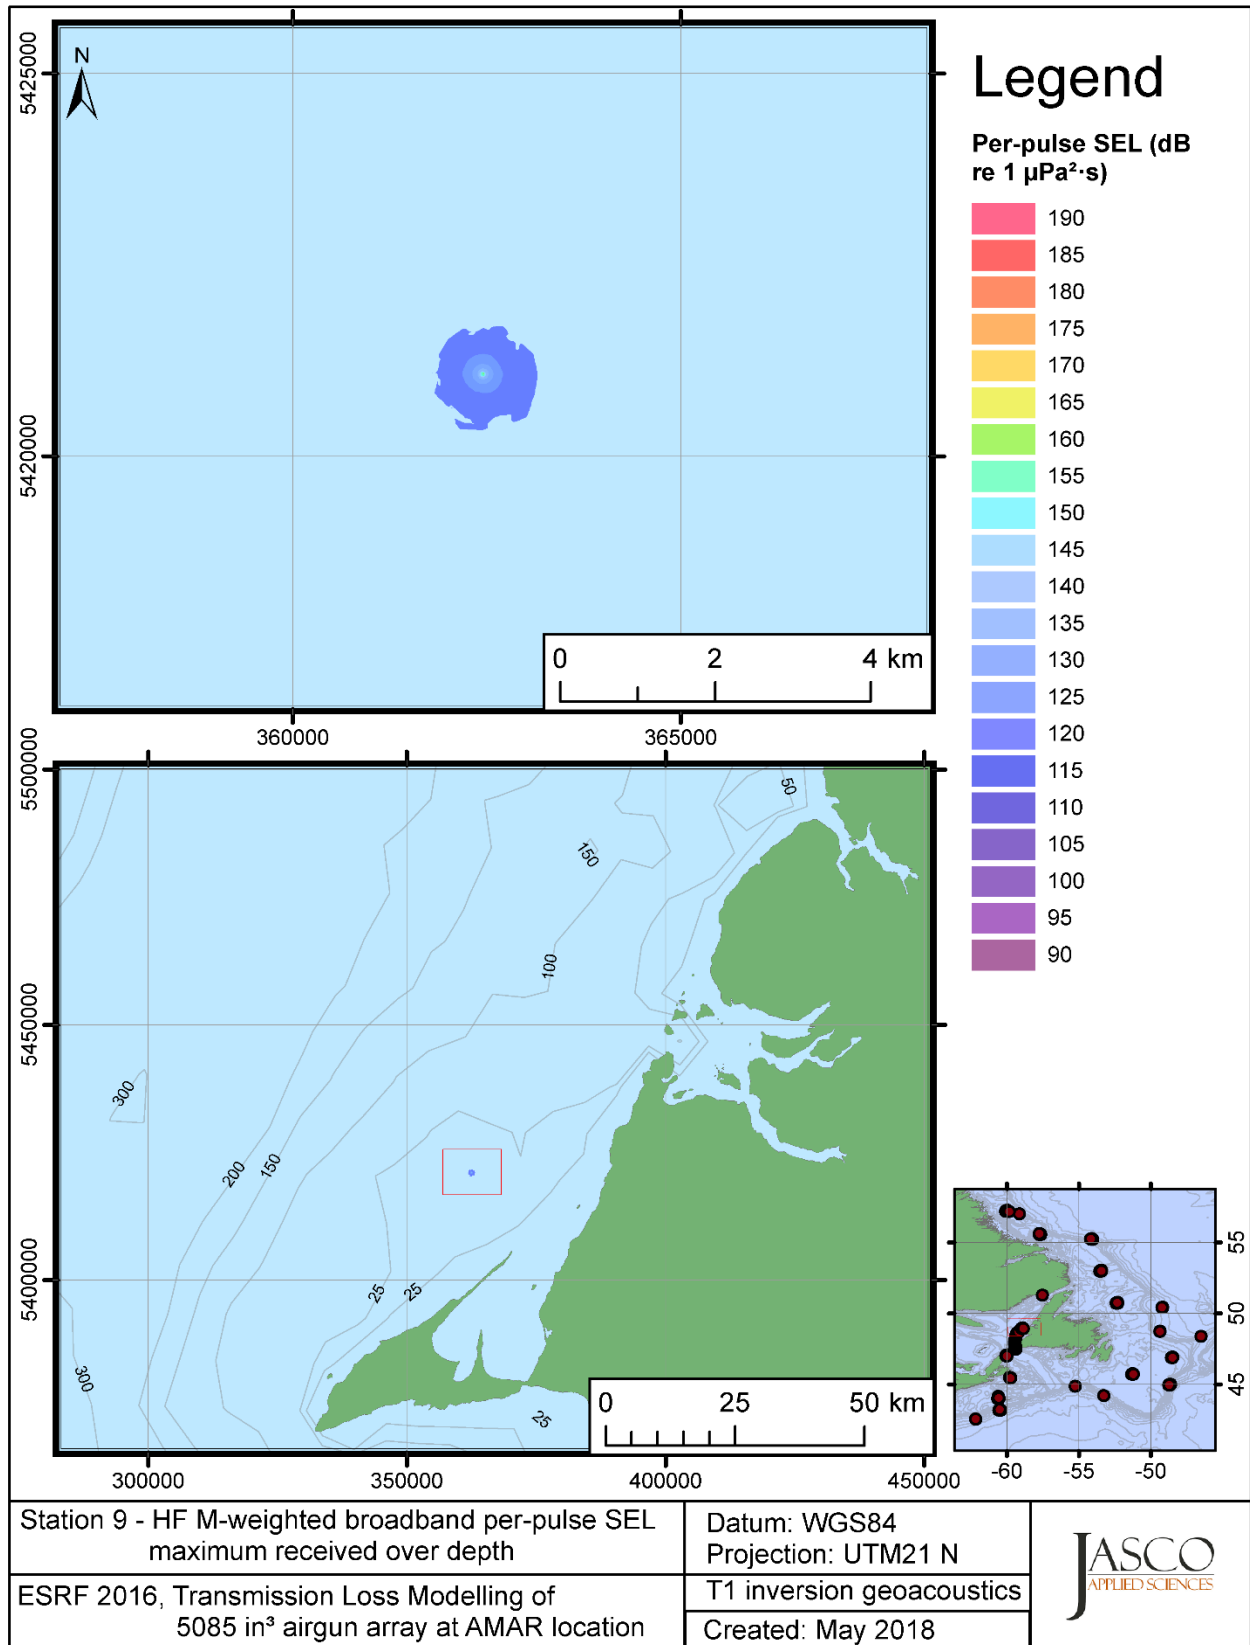 N
5425000
5420000
0 2 4 km
360000 365000
Legend
Per-pulse SEL (dB
re 1 µPa²·s)
190
185
180
175
170
165
160
155
150
145
140
135
130
125
120
115
110
105
100
95
90
5500000
5450000
5400000
50
150
100
300
200
150
25
25
300
25
0 25 50 km
300000 350000 400000 450000
55
50
45
-60 -55 -50
Station 9 - HF M-weighted broadband per-pulse SEL
maximum received over depth
ESRF 2016, Transmission Loss Modelling of
5085 in³ airgun array at AMAR location
Datum: WGS84
Projection: UTM21 N
T1 inversion geoacoustics
Created: May 2018
JASCO
APPLIED SCIENCES